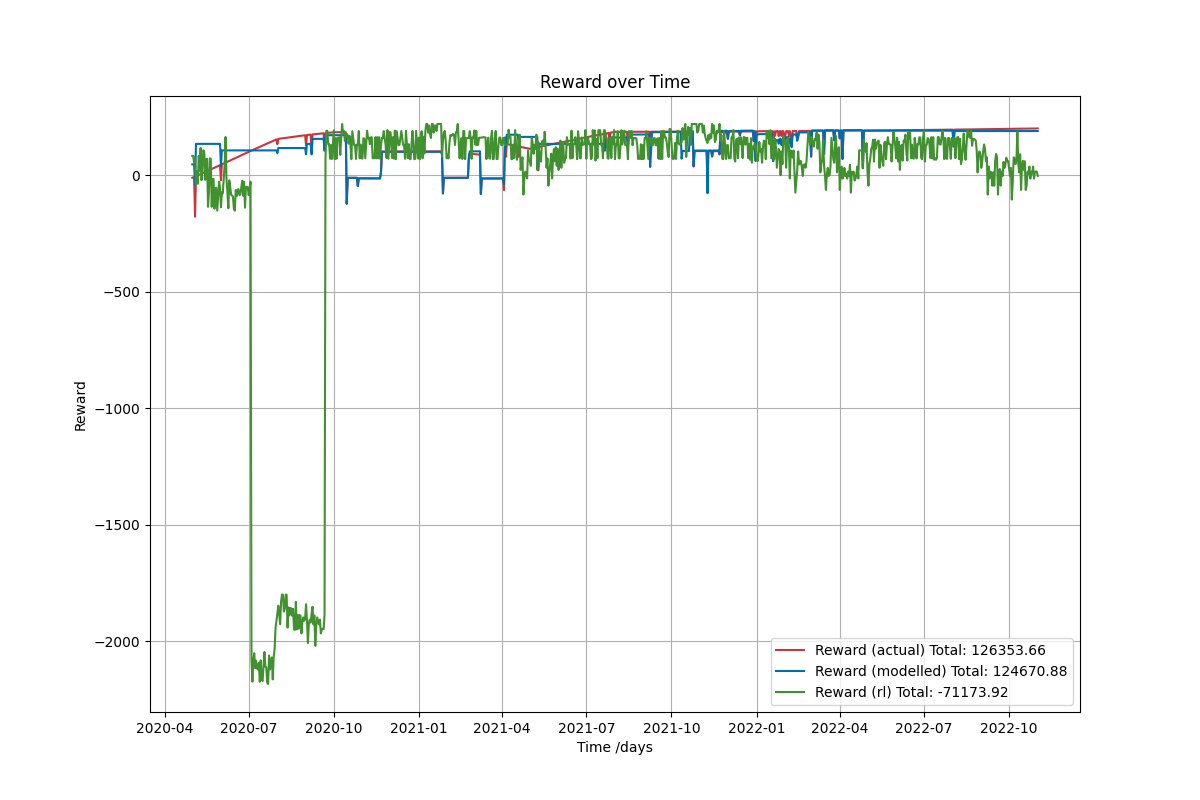 Reward over Time
0
−500
−1000
−1500
−2000
Reward
2020-04 2020-07 2020-10 2021-01 2021-04 2021-07 2021-10 2022-01 2022-04 2022-07 2022-10
Time /days
Reward (actual) Total: 126353.66
Reward (modelled) Total: 124670.88
Reward (rl) Total: -71173.92